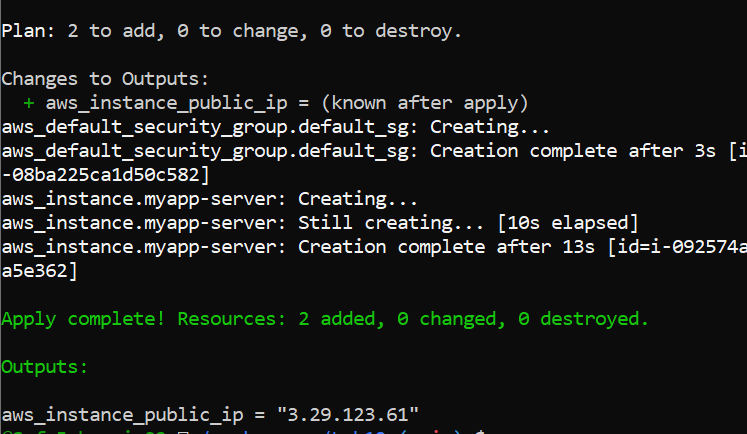 Plan: 2 to add, 0 to change, 0 to destroy.
Changes to Outputs:
+ aws_instance_public_ip = (known after apply)
aws_default_security_group.default_sg: Creating...
aws_default_security_group.default_sg: Creation complete after 3s [i
-08ba225ca1d50c582]
aws_instance.myapp-server: Creating...
aws_instance.myapp-server: Still creating... [10s elapsed]
aws_instance.myapp-server: Creation complete after 13s [id=i-092574a
a5e362]
Apply complete! Resources: 2 added, 0 changed, 0 destroyed.
Outputs:
aws_instance_public_ip = "3.29.123.61"